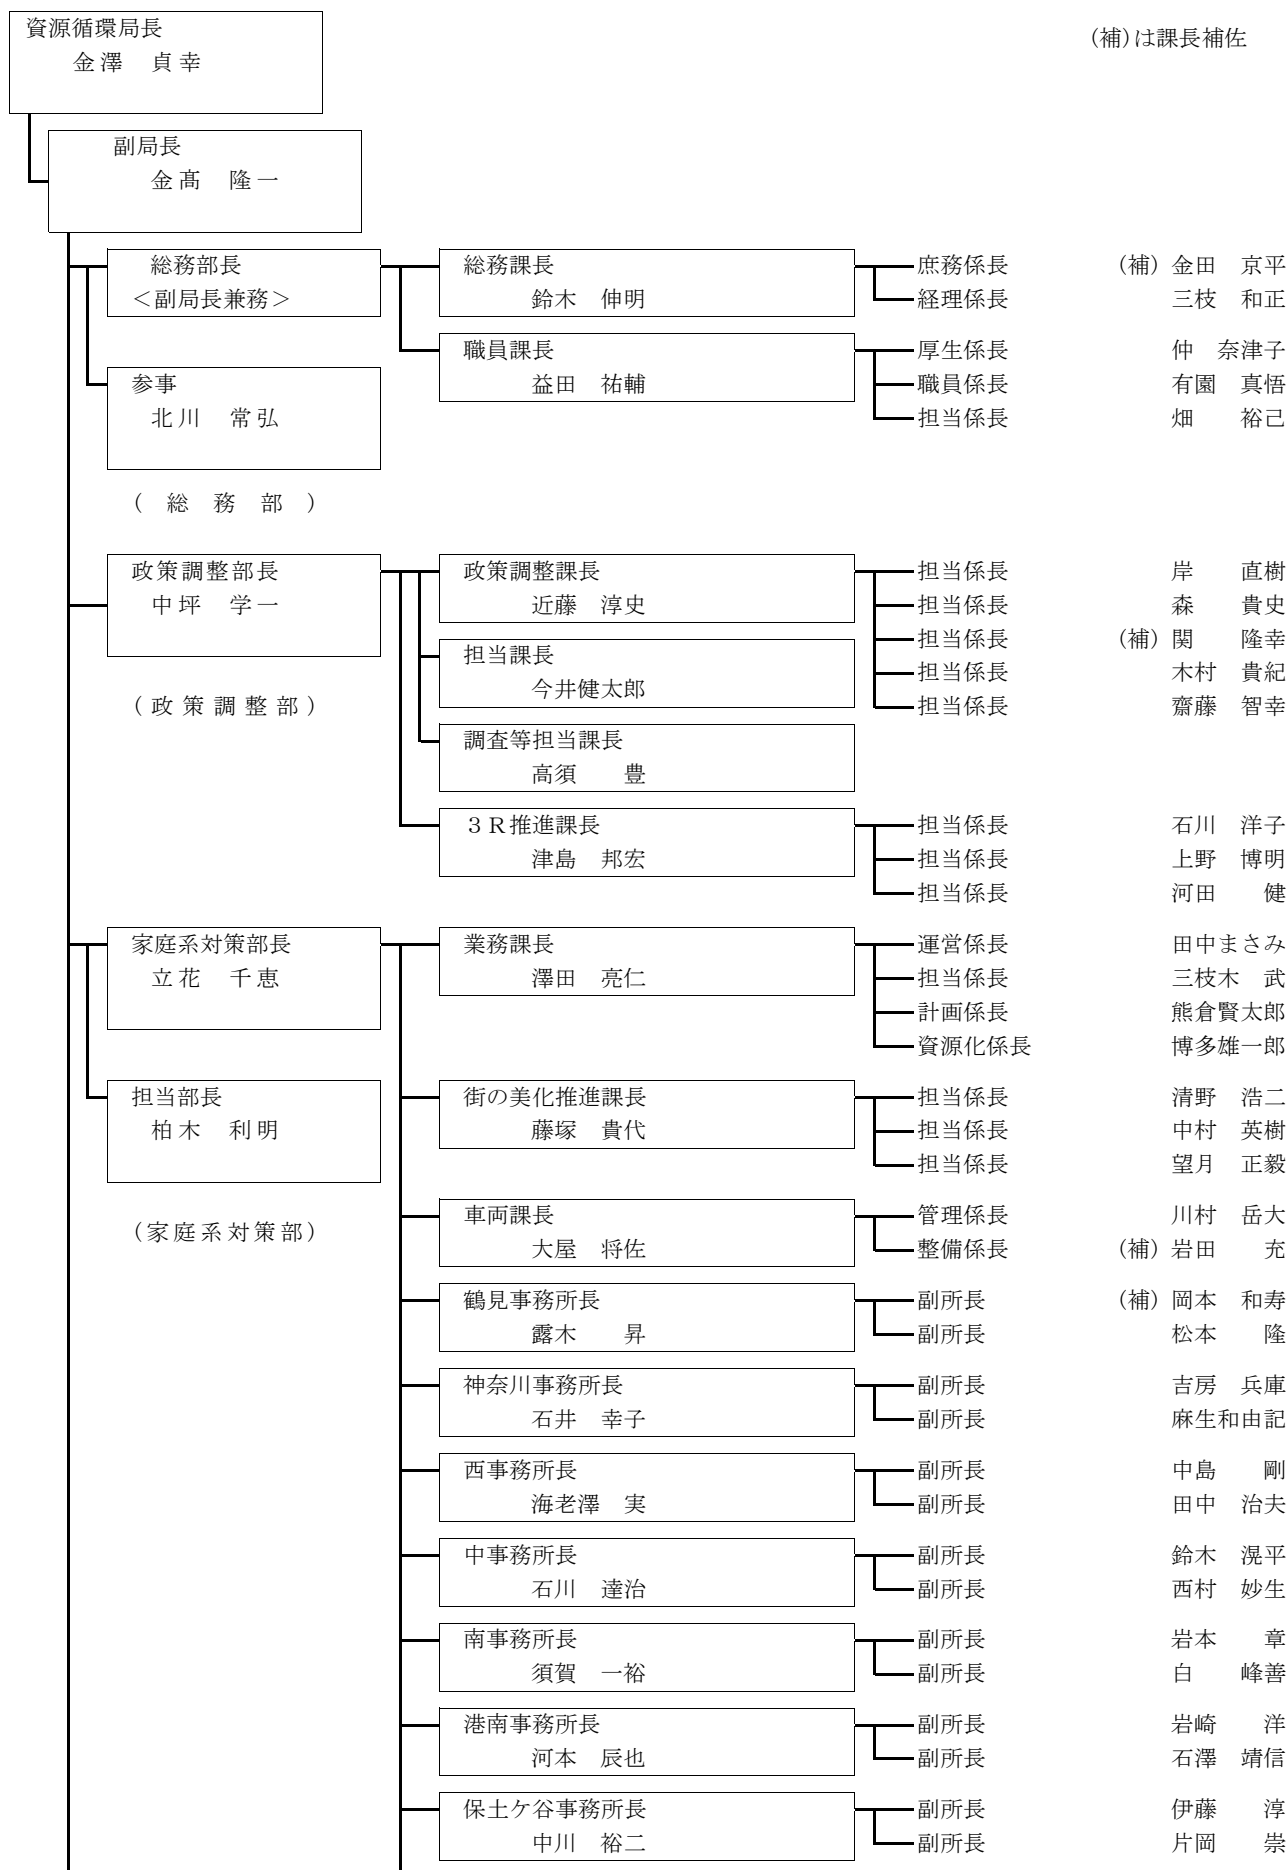 資源循環局長
金澤　貞幸
(補)は課長補佐
副局長
金髙　隆一
総務部長
＜副局長兼務＞
総務課長
鈴木　伸明
庶務係長　(補) 金田　京平
経理係長　三枝　和正
職員課長
益田　祐輔
厚生係長　仲　奈津子
職員係長　有園　真悟
担当係長　畑　　裕己
参事
北川　常弘
(　総　務　部　)
政策調整部長
中坪　学一
(政策調整部)
政策調整課長
近藤　淳史
担当係長　岸　　直樹
担当係長　森　　貴史
担当係長　(補) 関　　隆幸
担当係長　木村　貴紀
担当係長　齋藤　智幸
担当課長
今井健太郎
調査等担当課長
高須　　豊
３Ｒ推進課長
津島　邦宏
担当係長　石川　洋子
担当係長　上野　博明
担当係長　河田　　健
家庭系対策部長
立花　千恵
業務課長
澤田　亮仁
運営係長　田中まさみ
担当係長　三枝木　武
計画係長　熊倉賢太郎
資源化係長　博多雄一郎
担当部長
柏木　利明
(家庭系対策部)
街の美化推進課長
藤塚　貴代
担当係長　清野　浩二
担当係長　中村　英樹
担当係長　望月　正毅
車両課長
大屋　将佐
管理係長　川村　岳大
整備係長　(補) 岩田　　充
鶴見事務所長
露木　　昇
副所長　(補) 岡本　和寿
副所長　松本　　隆
神奈川事務所長
石井　幸子
副所長　吉房　兵庫
副所長　麻生和由記
西事務所長
海老澤　実
副所長　中島　　剛
副所長　田中　治夫
中事務所長
石川　達治
副所長　鈴木　滉平
副所長　西村　妙生
南事務所長
須賀　一裕
副所長　岩本　　章
副所長　白　　峰善
港南事務所長
河本　辰也
副所長　岩崎　　洋
副所長　石澤　靖信
保土ケ谷事務所長
中川　裕二
副所長　伊藤　　淳
副所長　片岡　　崇